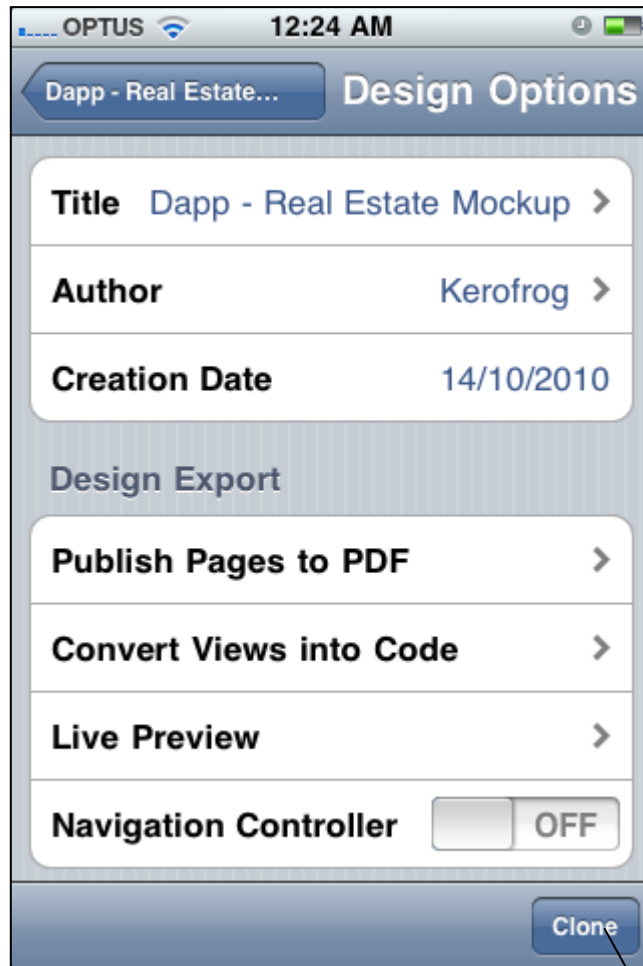 OPTUS 12:24 AM
Dapp - Real Estate... Design Options
Title Dapp - Real Estate Mockup
Author Kerofrog
Creation Date 14/10/2010
Design Export
Publish Pages to PDF
Convert Views into Code
Live Preview
Navigation Controller OFF
Clone